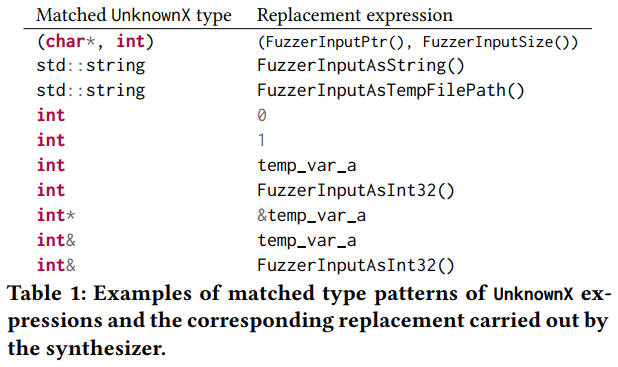 Matched UnknownX type Replacement expression
(char*, int) (FuzzerInputPtr(), FuzzerInputSize())
std::string FuzzerInputAsString()
std::string FuzzerInputAsTempFilePath()
int 0
int 1
int temp_var_a
int FuzzerInputAsInt32()
int* &temp_var_a
int& temp_var_a
int& FuzzerInputAsInt32()
Table 1: Examples of matched type patterns of UnknownX ex-
pressions and the corresponding replacement carried out by
the synthesizer.